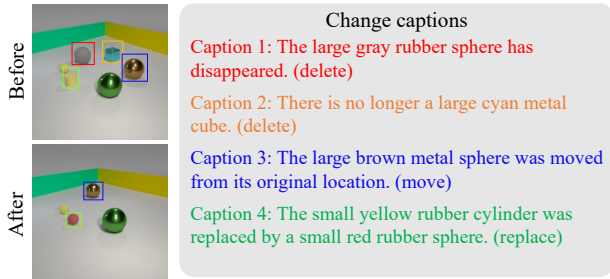 Before
After
Change captions
Caption 1: The large gray rubber sphere has
disappeared. (delete)
Caption 2: There is no longer a large cyan metal
cube. (delete)
Caption 3: The large brown metal sphere was moved
from its original location. (move)
Caption 4: The small yellow rubber cylinder was
replaced by a small red rubber sphere. (replace)